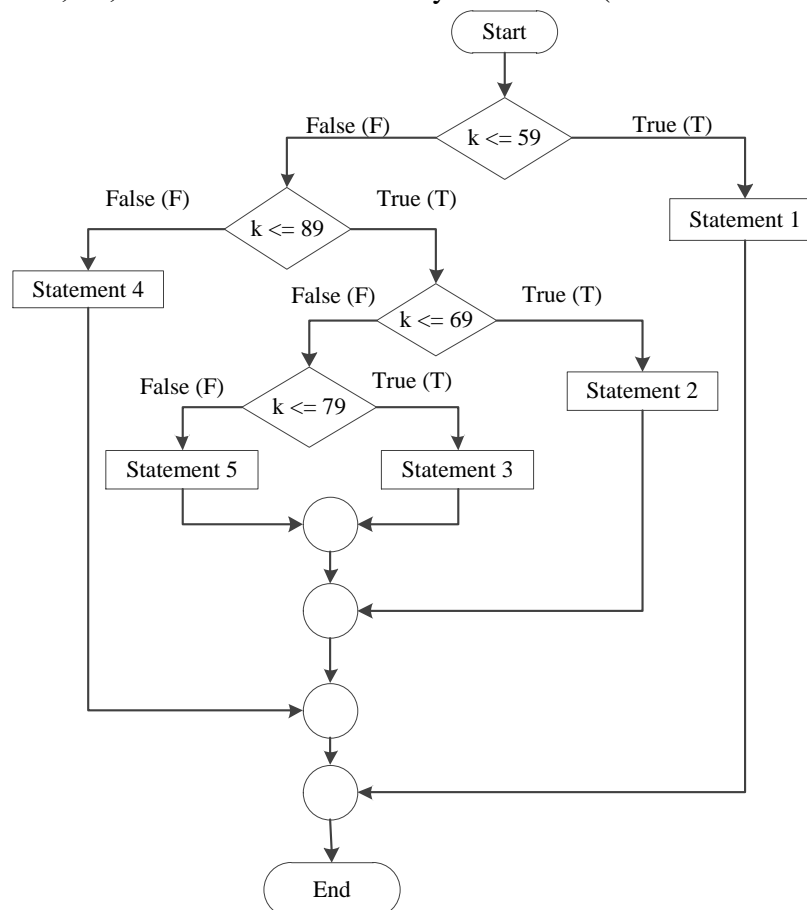 Start
False (F)
True (T)
k <= 59
False (F)
True (T)
Statement 1
k <= 89
Statement 4
False (F)
True (T)
k <= 69
False (F)
True (T)
Statement 2
k <= 79
Statement 5
Statement 3
End